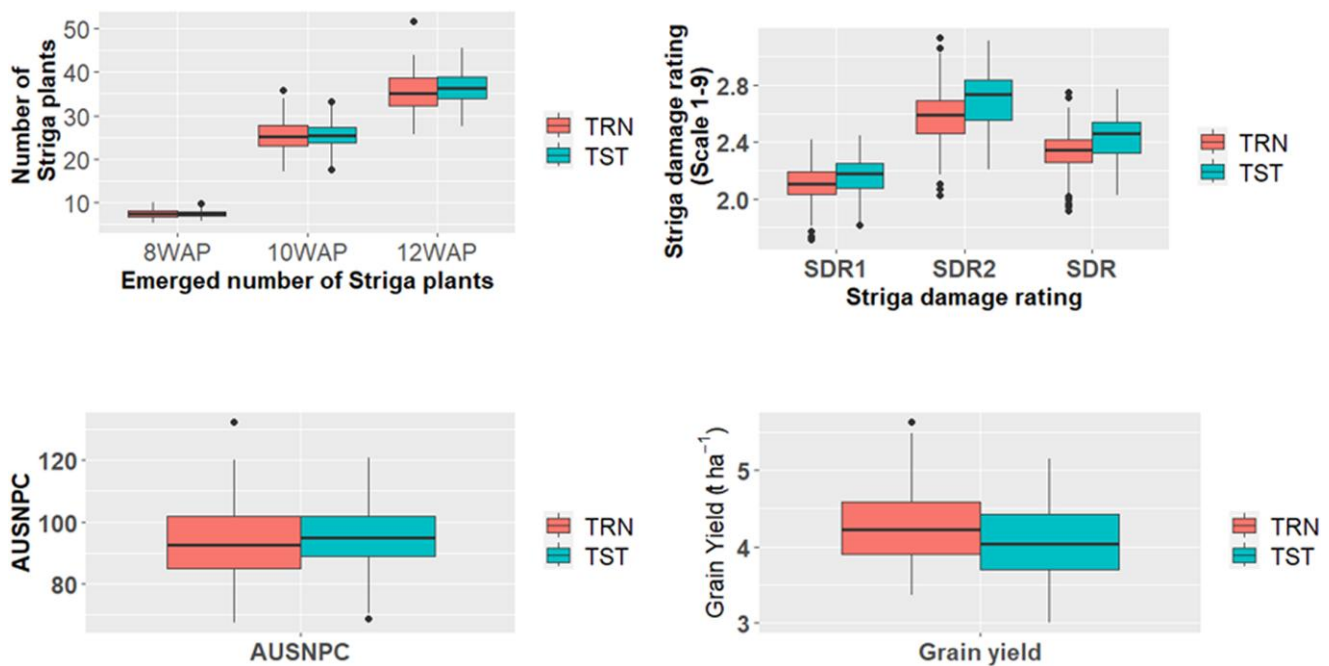 Number of
Striga plants
50
40
30
20
10
8WAP 10WAP 12WAP
Emerged number of Striga plants
TRN
TST
Striga damage rating
(Scale 1-9)
2.8
2.4
2.0
SDR1 SDR2 SDR
Striga damage rating
TRN
TST
AUSNPC
120
100
80
AUSNPC
TRN
TST
Grain Yield (t ha⁻¹)
5
4
3
Grain yield
TRN
TST